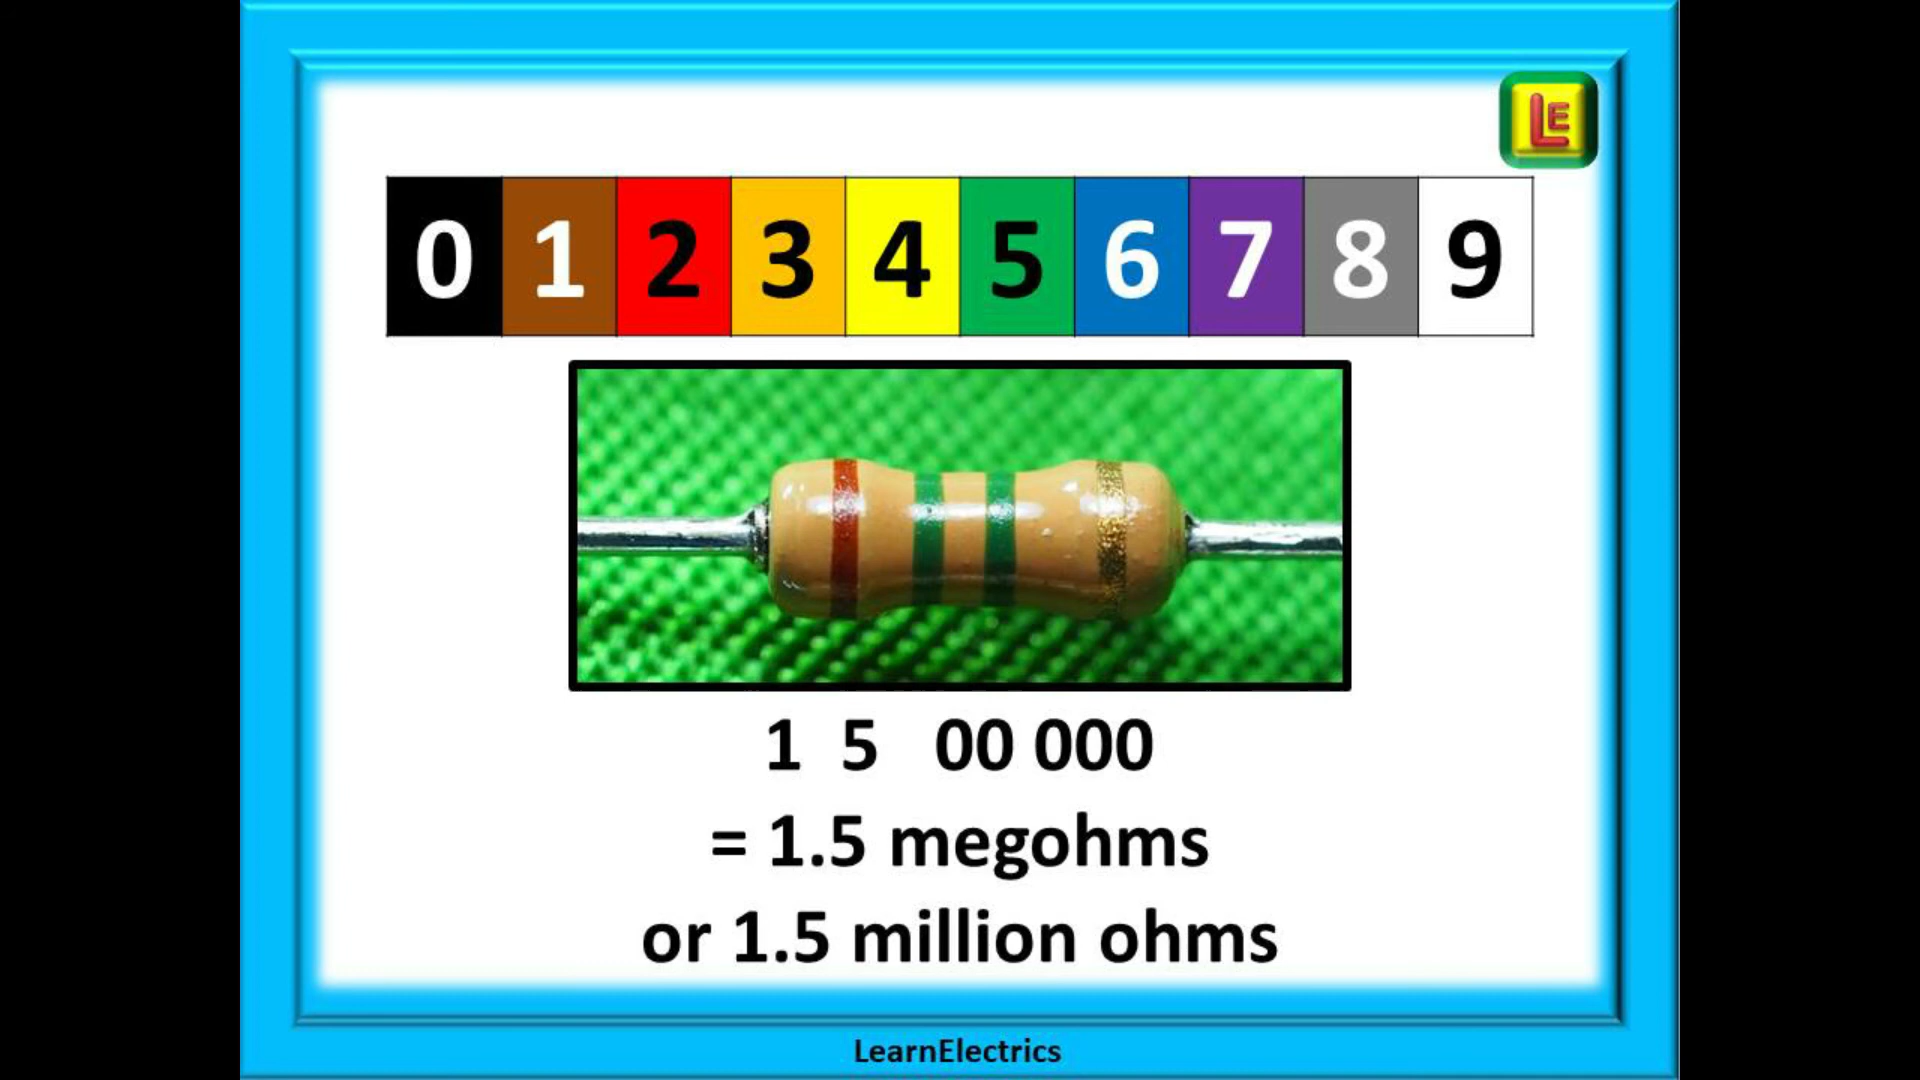 LE
0 1 2 3 4 5 6 7 8 9
1 5 00 000
= 1.5 megohms
or 1.5 million ohms
LearnElectrics